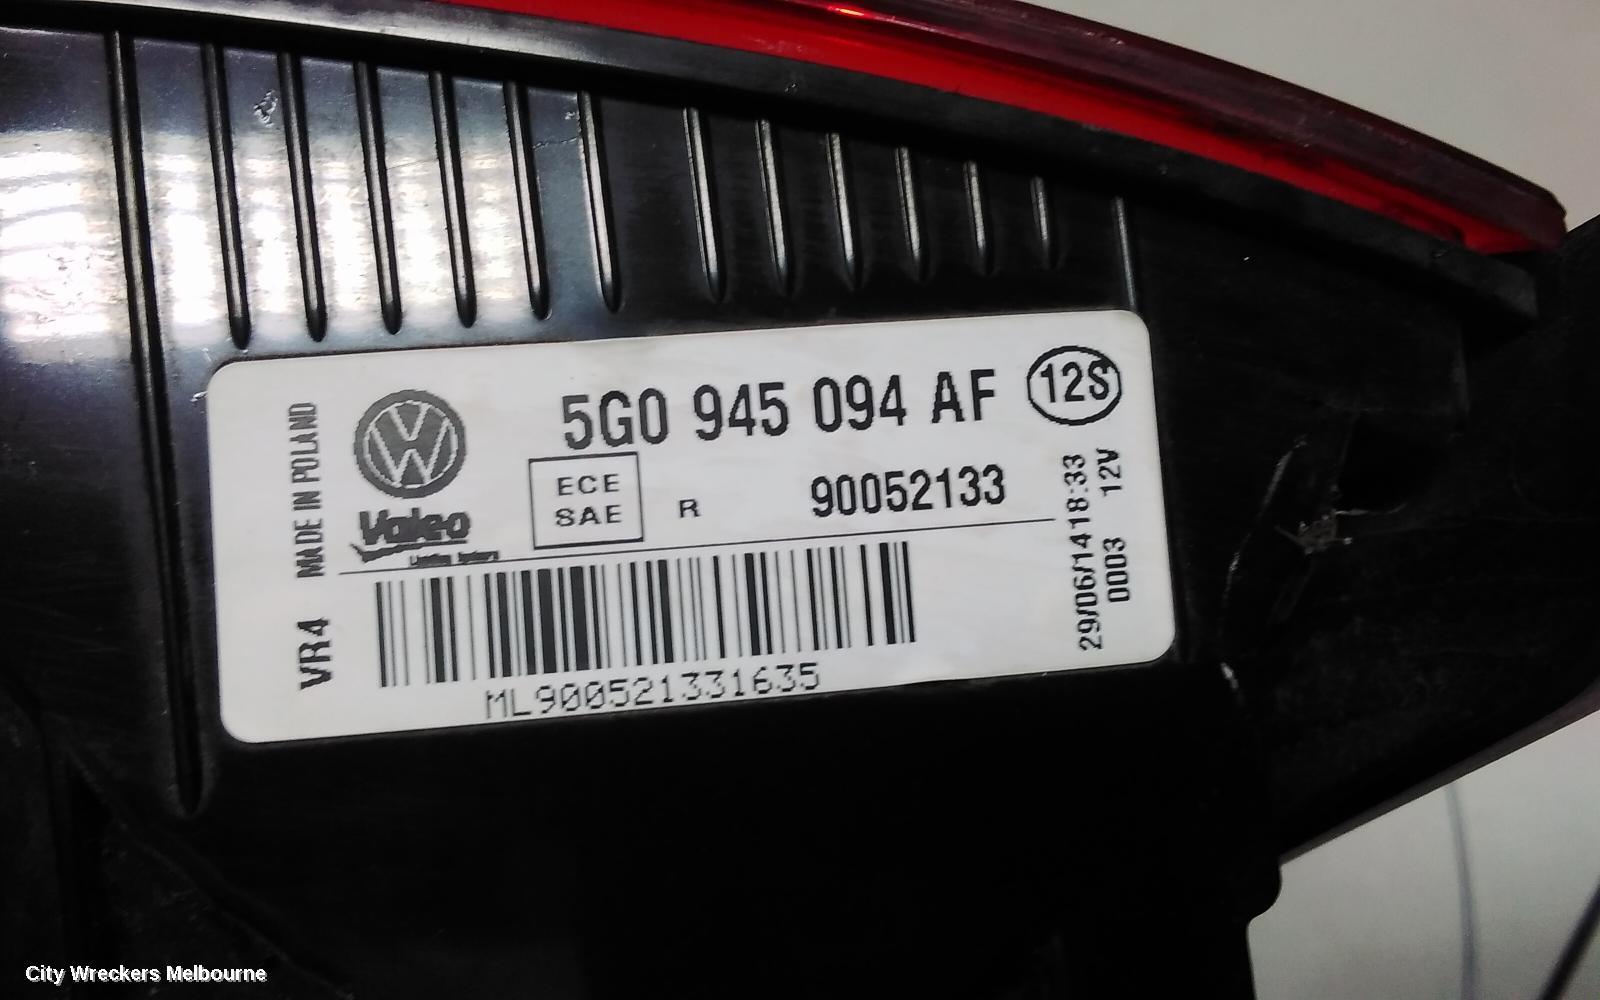 5G0 945 094 AF
12S
MADE IN POLAND
VR4
Valeo
ECE
SAE
R
90052133
29/06/14 18:33
0003 12V
ML900521331635
City Wreckers Melbourne